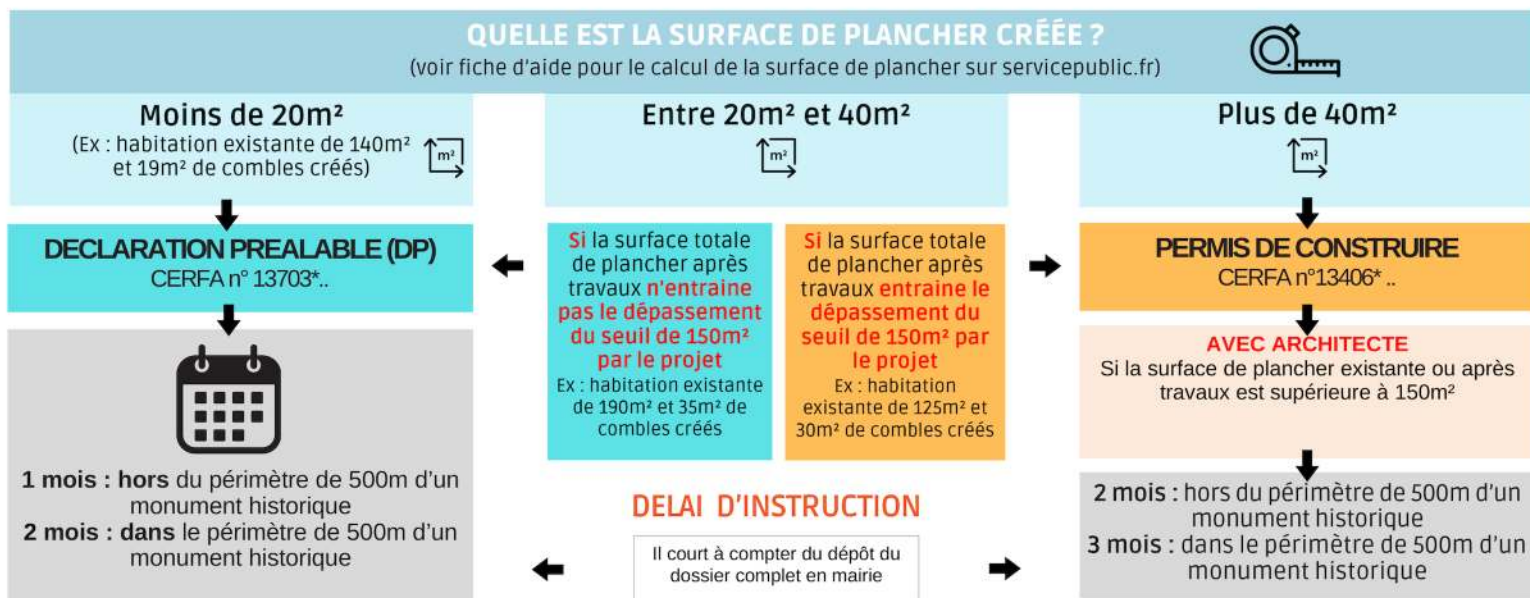 QUELLE EST LA SURFACE DE PLANCHER CRÉÉE ?
(voir fiche d'aide pour le calcul de la surface de plancher sur servicepublic.fr)
Moins de 20m²
(Ex : habitation existante de 140m²
et 19m² de combles créés)
m²
Entre 20m² et 40m²
m²
Plus de 40m²
m²
DECLARATION PREALABLE (DP)
CERFA n° 13703*..
Si la surface totale
de plancher après
travaux n'entraine
pas le dépassement
du seuil de 150m²
par le projet
Ex : habitation existante
de 190m² et 35m² de
combles créés
Si la surface totale
de plancher après
travaux entraine le
dépassement du
seuil de 150m² par
le projet
Ex : habitation
existante de 125m² et
30m² de combles créés
PERMIS DE CONSTRUIRE
CERFA n°13406* ..
AVEC ARCHITECTE
Si la surface de plancher existante ou après
travaux est supérieure à 150m²
1 mois : hors du périmètre de 500m d'un
monument historique
2 mois : dans le périmètre de 500m d'un
monument historique
DELAI D'INSTRUCTION
Il court à compter du dépôt du
dossier complet en mairie
2 mois : hors du périmètre de 500m d'un
monument historique
3 mois : dans le périmètre de 500m d'un
monument historique